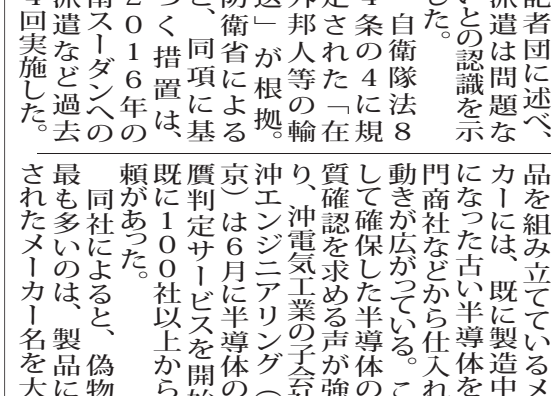 記者団に述べ、
派遣は問題な
いとの認識を示
した。
自衛隊法8
4条の4に規
定された「在
外邦人等の輸
送」が根拠。
防衛省による
と、同項に基
づく措置は、
2016年の
南スーダンへの
派遣など過去
4回実施した。
品を組み立てているメ
カーには、既に製造中
になった古い半導体を
門商社などから仕入れ
動きが広がっている。こ
して確保した半導体の
質確認を求める声が強
り、沖電気工業の子会社
沖エンジニアリング（
京）は6月に半導体の
贋判定サービスを開始
既に100社以上から
頼があった。
同社によると、偽物
最も多いのは、製品に
されたメーカー名を大